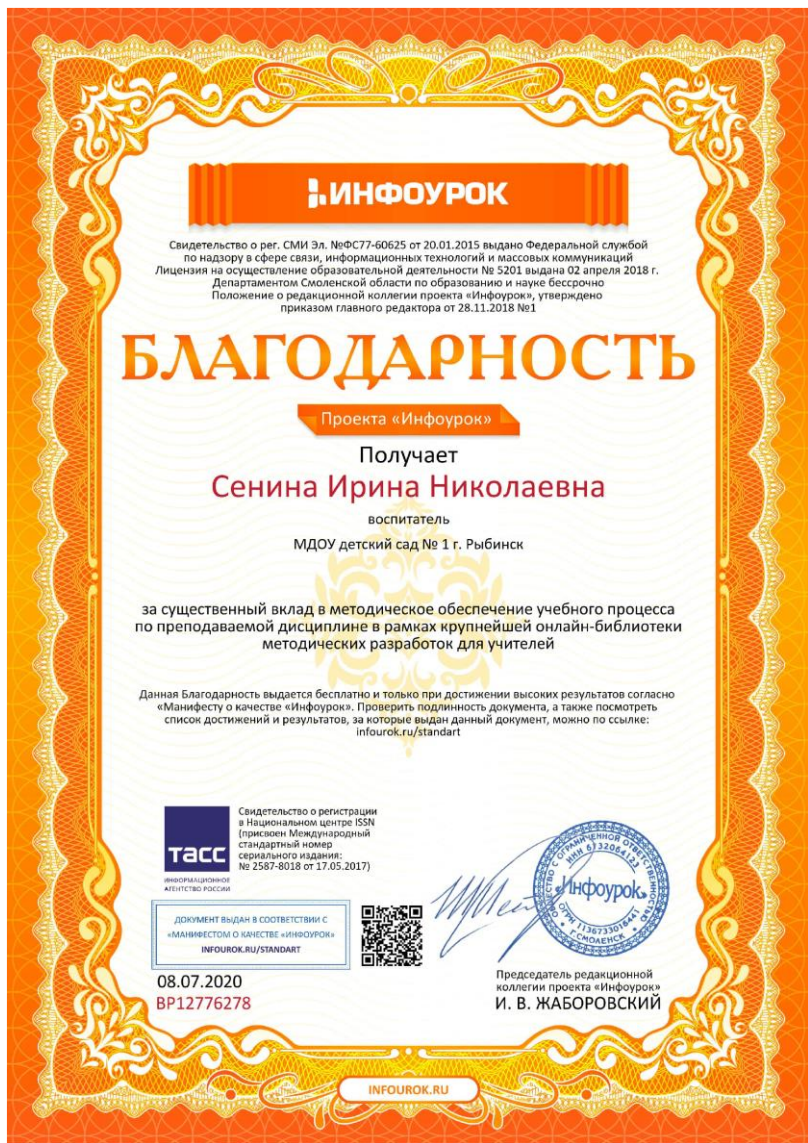 ИНФОУРОК
Свидетельство о рег. СМИ Эл. №ФС77-60625 от 20.01.2015 выдано Федеральной службой
по надзору в сфере связи, информационных технологий и массовых коммуникаций
Лицензия на осуществление образовательной деятельности № 5201 выдана 02 апреля 2018 г.
Департаментом Смоленской области по образованию и науке бессрочно
Положение о редакционной коллегии проекта «Инфоурок», утверждено
приказом главного редактора от 28.11.2018 №1
БЛАГОДАРНОСТЬ
Проекта «Инфоурок»
Получает
Сенина Ирина Николаевна
воспитатель
МДОУ детский сад № 1 г. Рыбинск
за существенный вклад в методическое обеспечение учебного процесса
по преподаваемой дисциплине в рамках крупнейшей онлайн-библиотеки
методических разработок для учителей
Данная Благодарность выдается бесплатно и только при достижении высоких результатов согласно
«Манифесту о качестве «Инфоурок». Проверить подлинность документа, а также посмотреть
список достижений и результатов, за которые выдан данный документ, можно по ссылке:
infourok.ru/standart
ТАСС
ИНФОРМАЦИОННОЕ
АГЕНТСТВО РОССИИ
Свидетельство о регистрации
в Национальном центре ISSN
(присвоен Международный
стандартный номер
сериального издания:
№ 2587-8018 от 17.05.2017)
ДОКУМЕНТ ВЫДАН В СООТВЕТСТВИИ С
«МАНИФЕСТОМ О КАЧЕСТВЕ «ИНФОУРОК»
INFOUROK.RU/STANDART
08.07.2020
ВР12776278
ОБЩЕСТВО С ОГРАНИЧЕННОЙ ОТВЕТСТВЕННОСТЬЮ
«Инфоурок»
Г. СМОЛЕНСК
Председатель редакционной
коллегии проекта «Инфоурок»
И. В. ЖАБОРОВСКИЙ
INFOUROK.RU